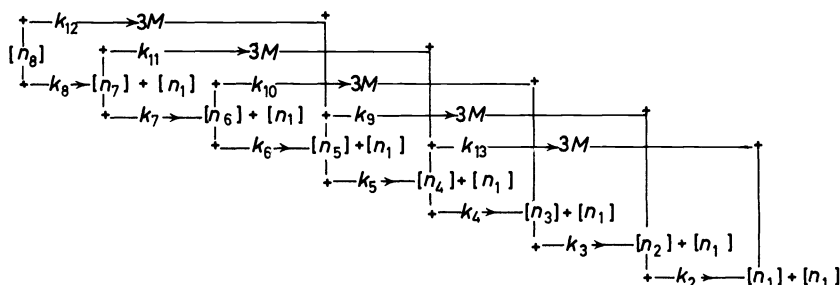 k12 → 3M
[n8]
k11 → 3M
k8 → [n7] + [n1]
k10 → 3M
k7 → [n6] + [n1]
k9 → 3M
k6 → [n5] + [n1]
k13 → 3M
k5 → [n4] + [n1]
k4 → [n3] + [n1]
k3 → [n2] + [n1]
k2 → [n1] + [n1]